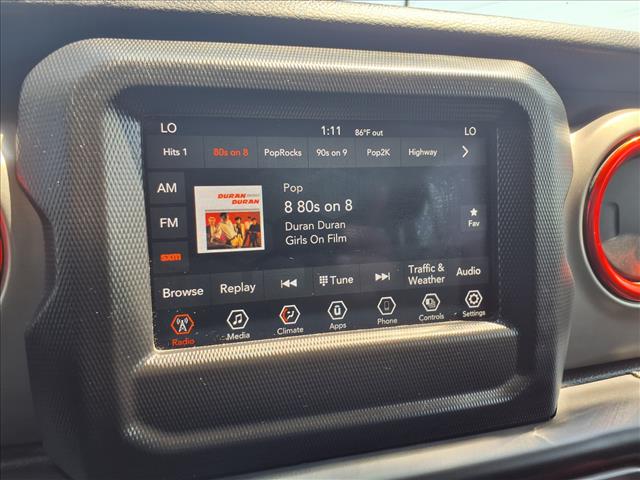 LO 1:11 86°F out LO
Hits 1 80s on 8 PopRocks 90s on 9 Pop2K Highway
AM
FM
SXM
DURAN
DURAN
Pop
8 80s on 8
Duran Duran
Girls On Film
Fav
Browse Replay Tune Traffic & Weather Audio
Radio Media Climate Apps Phone Controls Settings